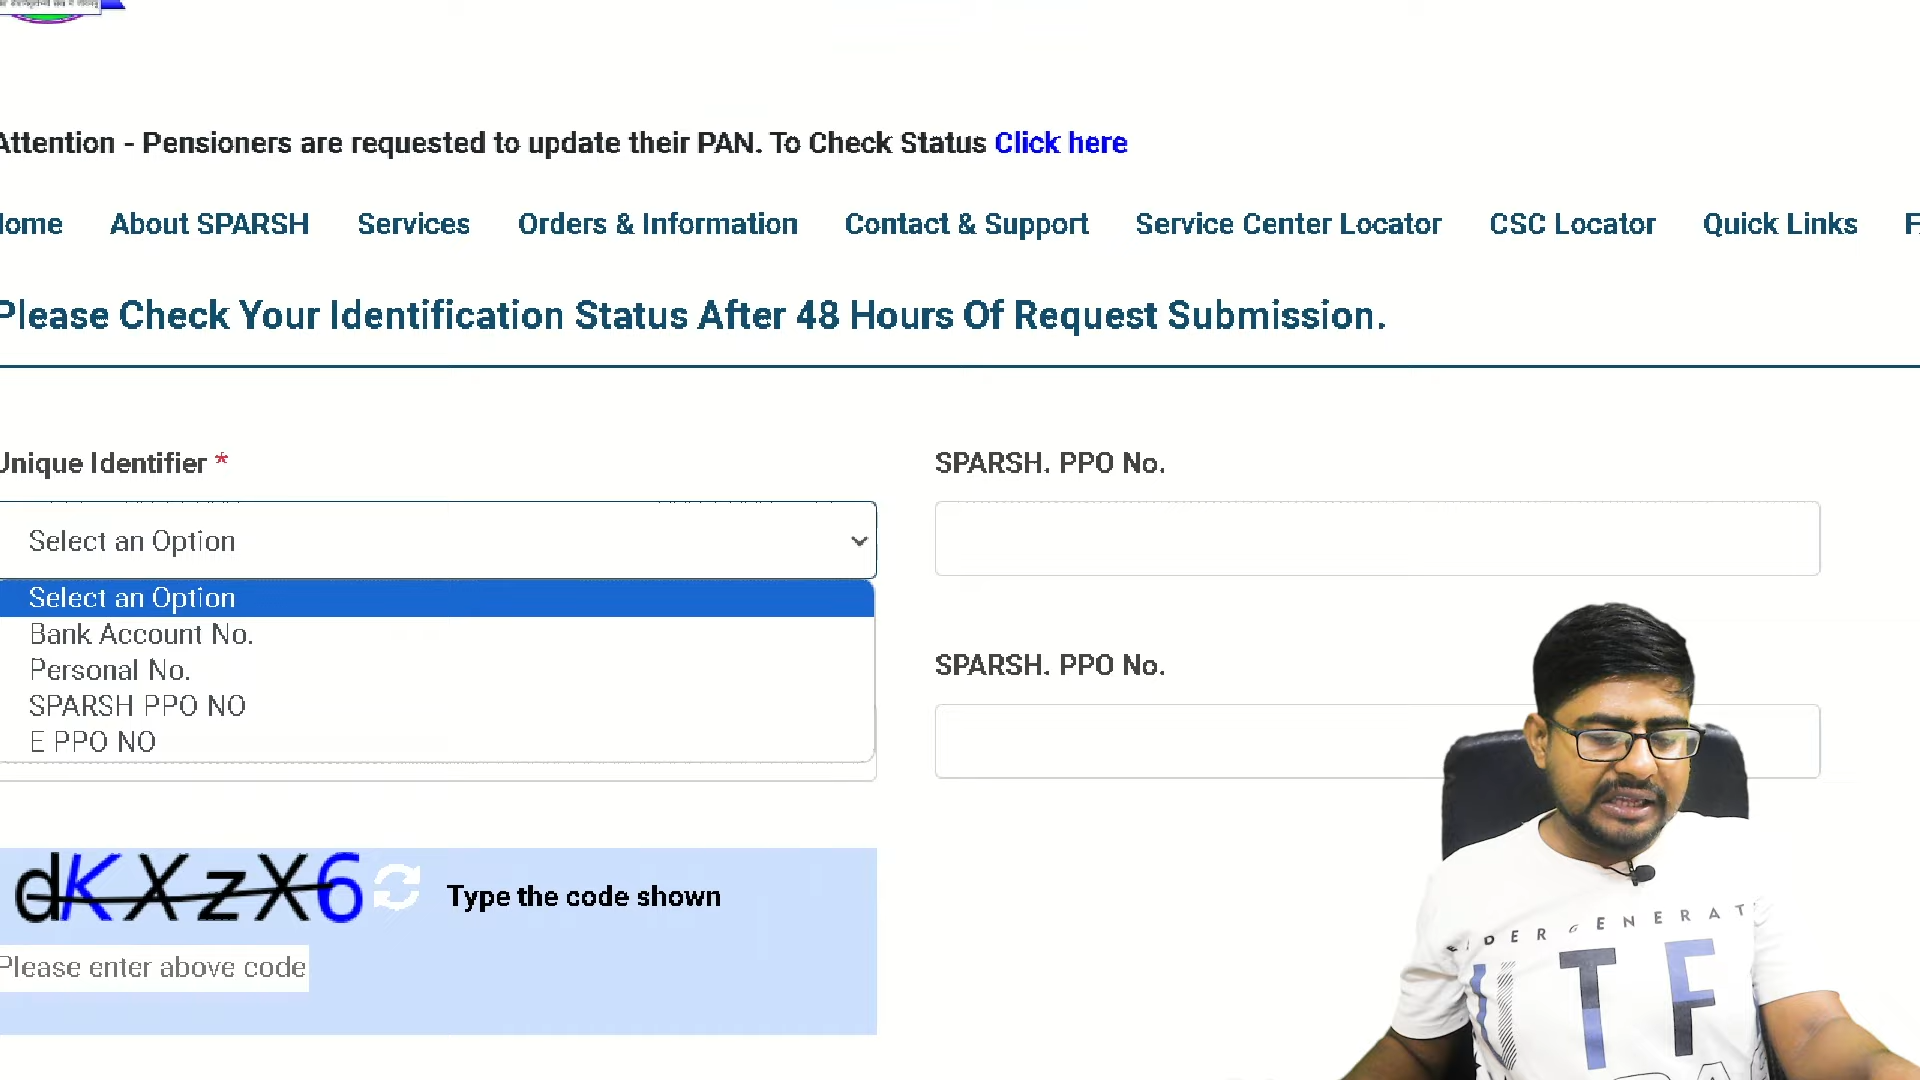 Attention - Pensioners are requested to update their PAN. To Check Status Click here
Home About SPARSH Services Orders & Information Contact & Support Service Center Locator CSC Locator Quick Links
Please Check Your Identification Status After 48 Hours Of Request Submission.
Unique Identifier *
SPARSH. PPO No.
Select an Option
Select an Option
Bank Account No.
Personal No.
SPARSH PPO NO
E PPO NO
SPARSH. PPO No.
dKXzX6
Type the code shown
Please enter above code